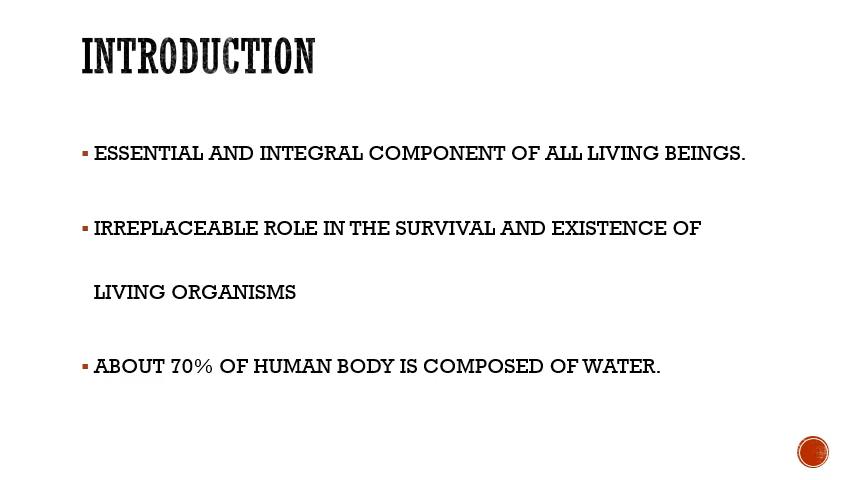 INTRODUCTION
▪ ESSENTIAL AND INTEGRAL COMPONENT OF ALL LIVING BEINGS.
▪ IRREPLACEABLE ROLE IN THE SURVIVAL AND EXISTENCE OF
LIVING ORGANISMS
▪ ABOUT 70% OF HUMAN BODY IS COMPOSED OF WATER.